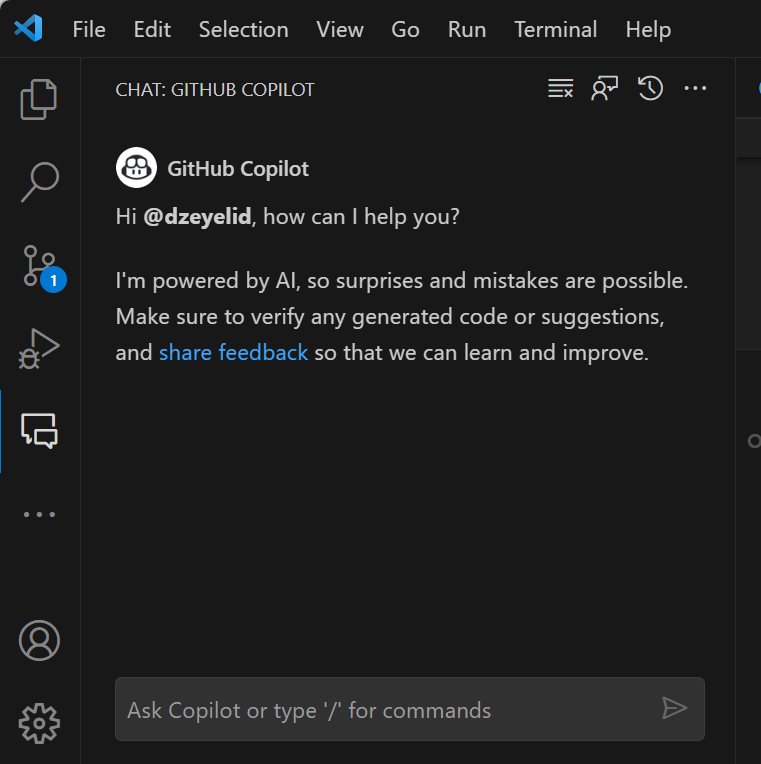 File Edit Selection View Go Run Terminal Help
CHAT: GITHUB COPILOT
GitHub Copilot
Hi @dzeyelid, how can I help you?
I'm powered by AI, so surprises and mistakes are possible.
Make sure to verify any generated code or suggestions,
and share feedback so that we can learn and improve.
1
Ask Copilot or type '/' for commands